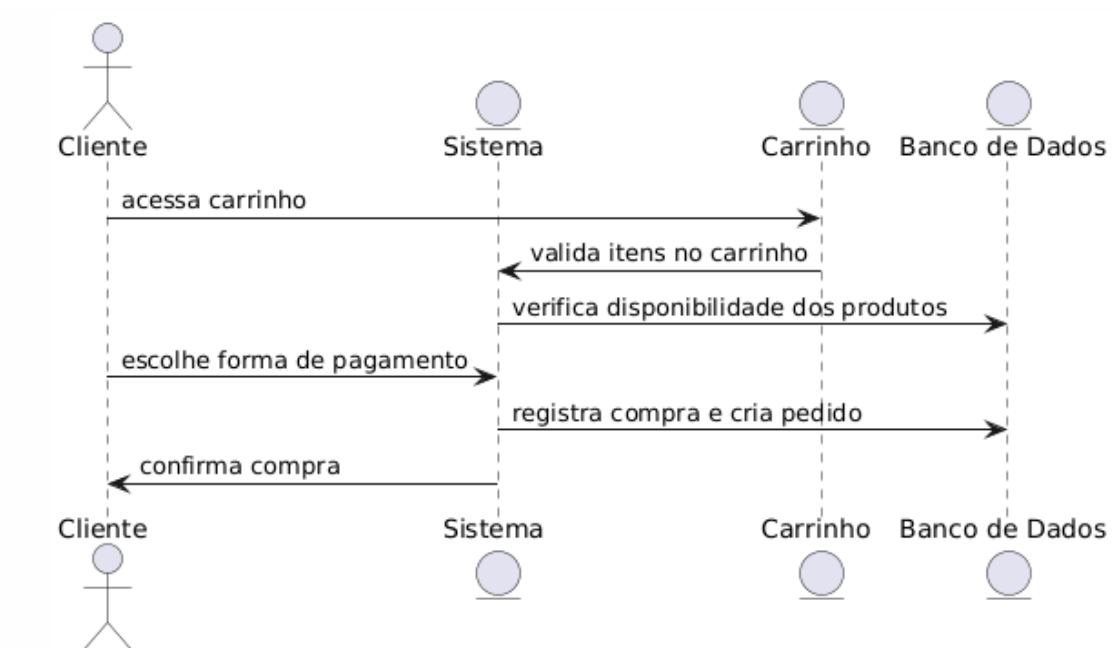 Cliente
Sistema
Carrinho
Banco de Dados
acessa carrinho
valida itens no carrinho
verifica disponibilidade dos produtos
escolhe forma de pagamento
registra compra e cria pedido
confirma compra
Cliente
Sistema
Carrinho
Banco de Dados